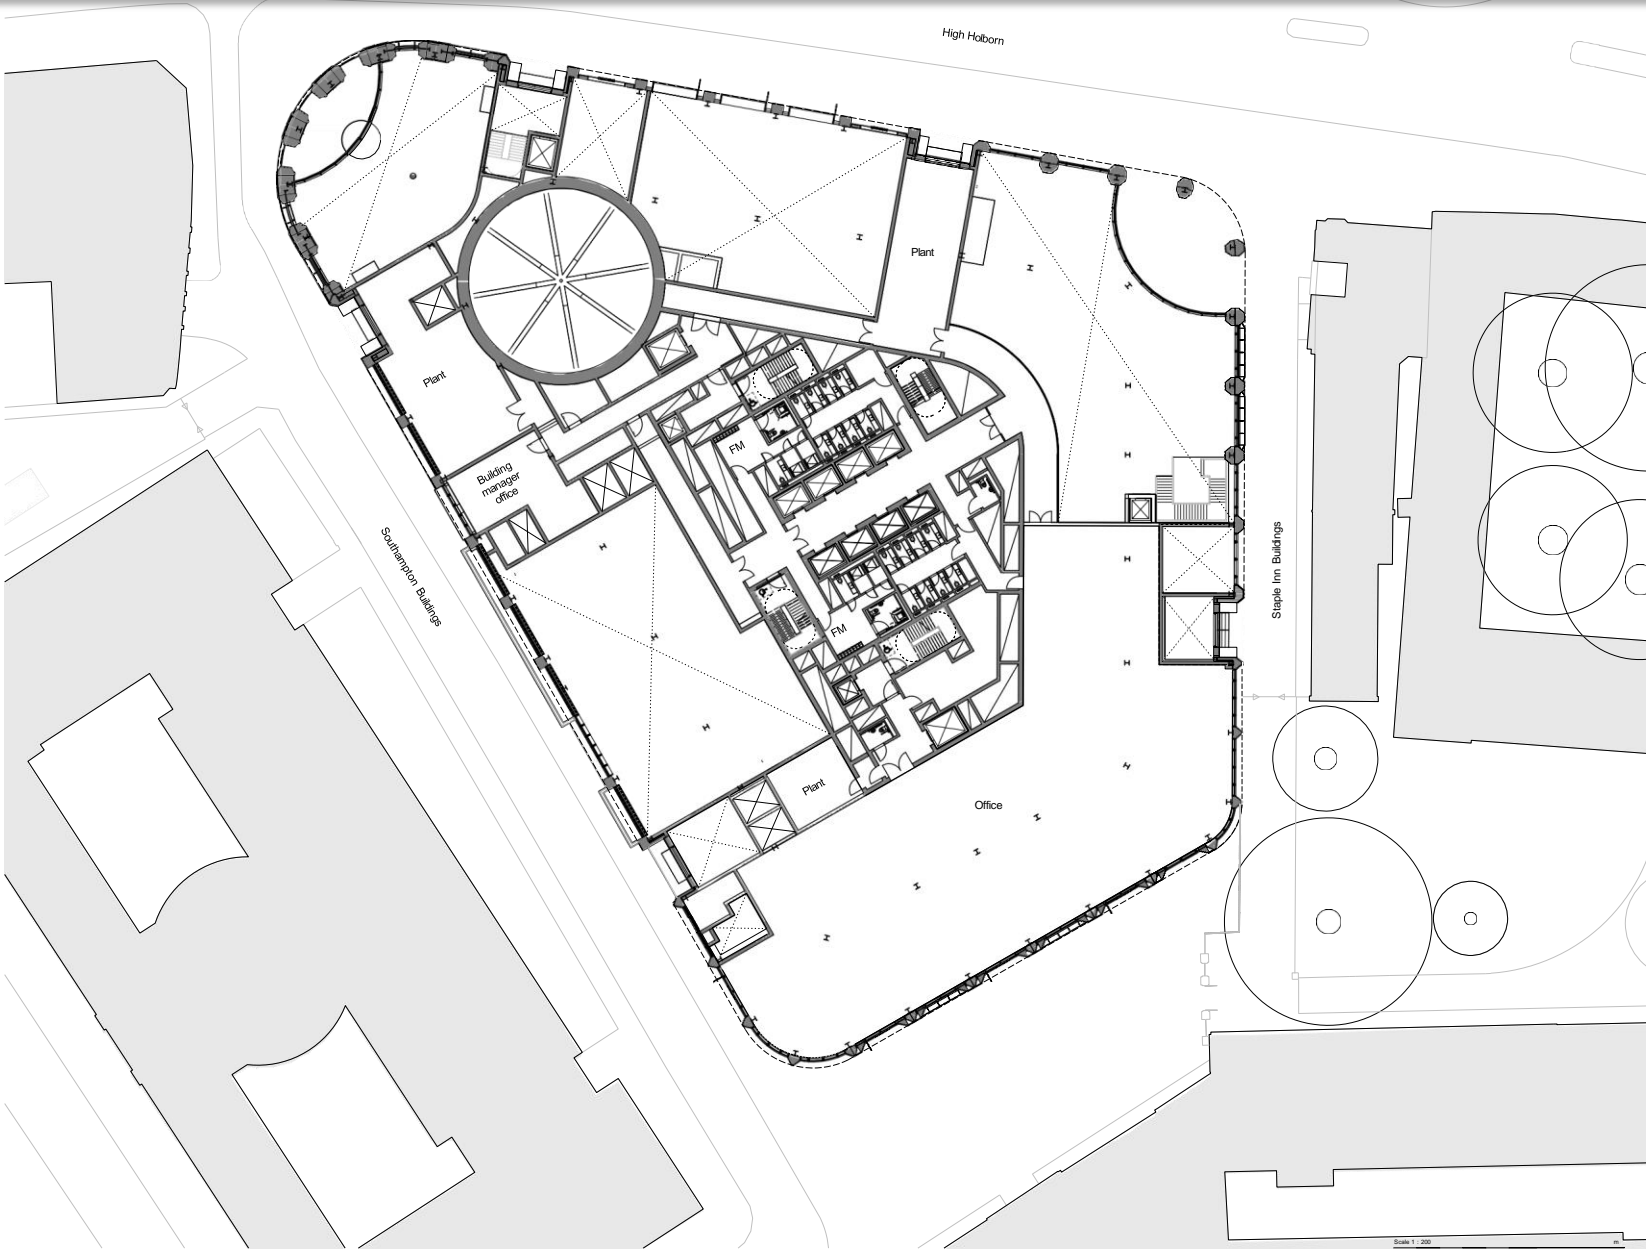 High Holborn
Plant
Plant
Building
manager
office
FM
Southampton Buildings
Staple Inn Buildings
FM
Plant
Office
Scale 1 : 200
m